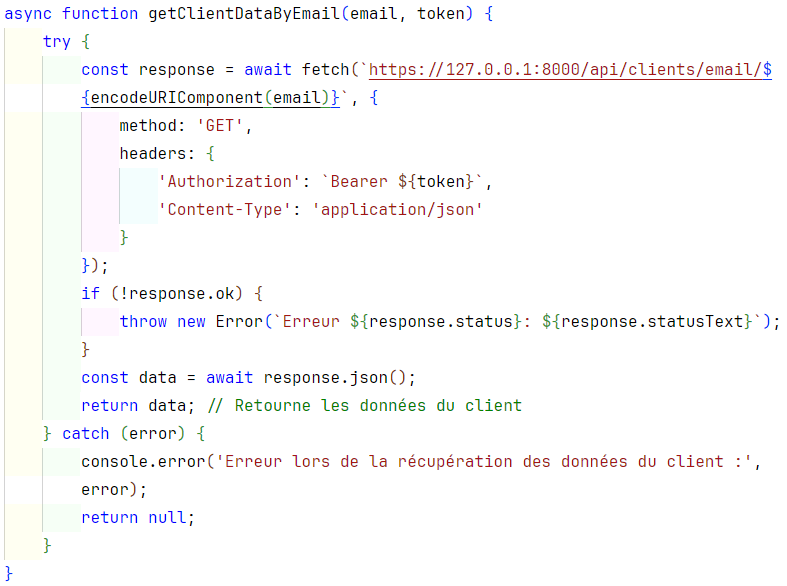 async function getClientDataByEmail(email, token) {
try {
const response = await fetch(`https://127.0.0.1:8000/api/clients/email/$
{encodeURIComponent(email)}`, {
method: 'GET',
headers: {
'Authorization': `Bearer ${token}`,
'Content-Type': 'application/json'
}
});
if (!response.ok) {
throw new Error(`Erreur ${response.status}: ${response.statusText}`);
}
const data = await response.json();
return data; // Retourne les données du client
} catch (error) {
console.error('Erreur lors de la récupération des données du client :',
error);
return null;
}
}